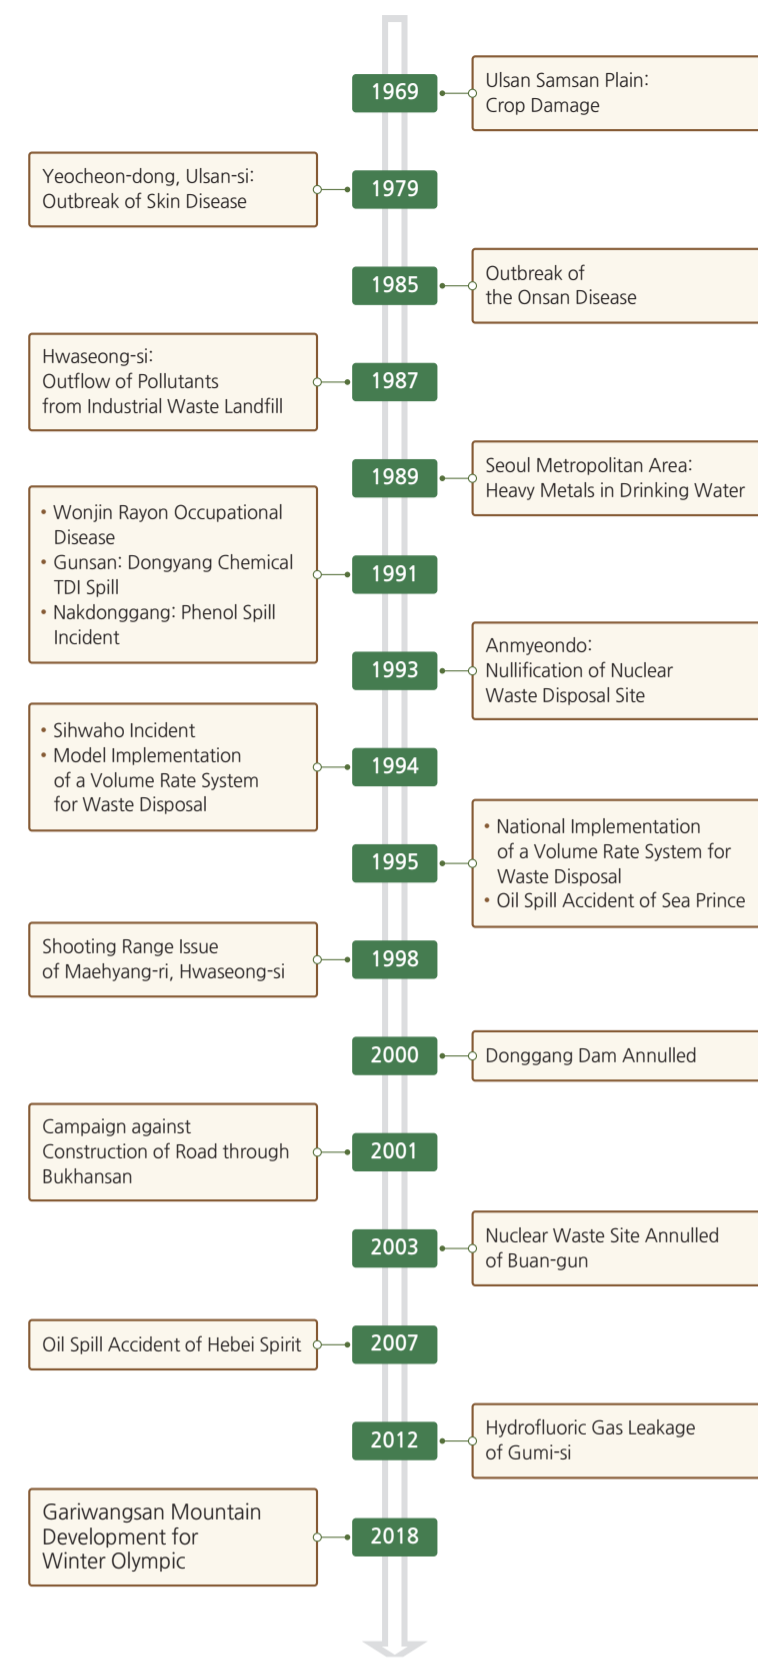 1969
Ulsan Samsan Plain:
Crop Damage
Yeocheon-dong, Ulsan-si:
Outbreak of Skin Disease
1979
1985
Outbreak of
the Onsan Disease
Hwaseong-si:
Outflow of Pollutants
from Industrial Waste Landfill
1987
1989
Seoul Metropolitan Area:
Heavy Metals in Drinking Water
• Wonjin Rayon Occupational
Disease
• Gunsan: Dongyang Chemical
TDI Spill
• Nakdonggang: Phenol Spill
Incident
1991
1993
Anmyeondo:
Nullification of Nuclear
Waste Disposal Site
• Sihwaho Incident
• Model Implementation
of a Volume Rate System
for Waste Disposal
1994
1995
• National Implementation
of a Volume Rate System for
Waste Disposal
• Oil Spill Accident of Sea Prince
Shooting Range Issue
of Maehyang-ri, Hwaseong-si
1998
2000
Donggang Dam Annulled
Campaign against
Construction of Road through
Bukhansan
2001
2003
Nuclear Waste Site Annulled
of Buan-gun
Oil Spill Accident of Hebei Spirit
2007
2012
Hydrofluoric Gas Leakage
of Gumi-si
Gariwangsan Mountain
Development for
Winter Olympic
2018